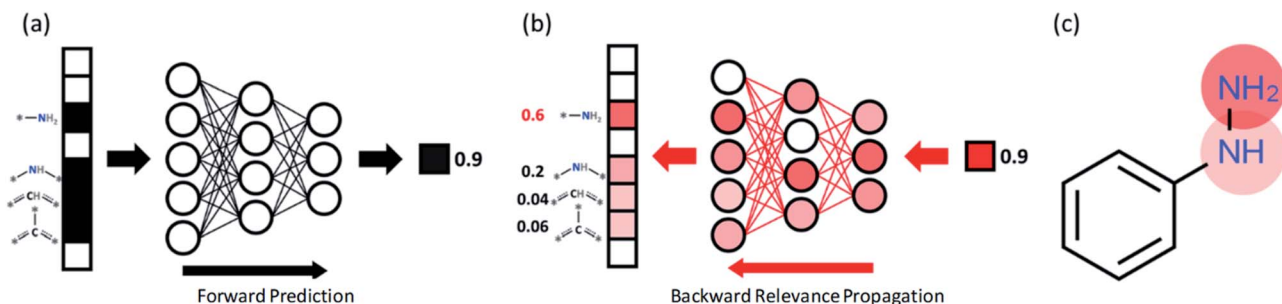 (a)
*—NH₂
NH
* *
*=CH=*
*
*=C=*
0.9
Forward Prediction
(b)
0.6 *—NH₂
0.2 NH
* *
0.04 *=CH=*
*
0.06 *=C=*
0.9
Backward Relevance Propagation
(c)
NH₂
NH